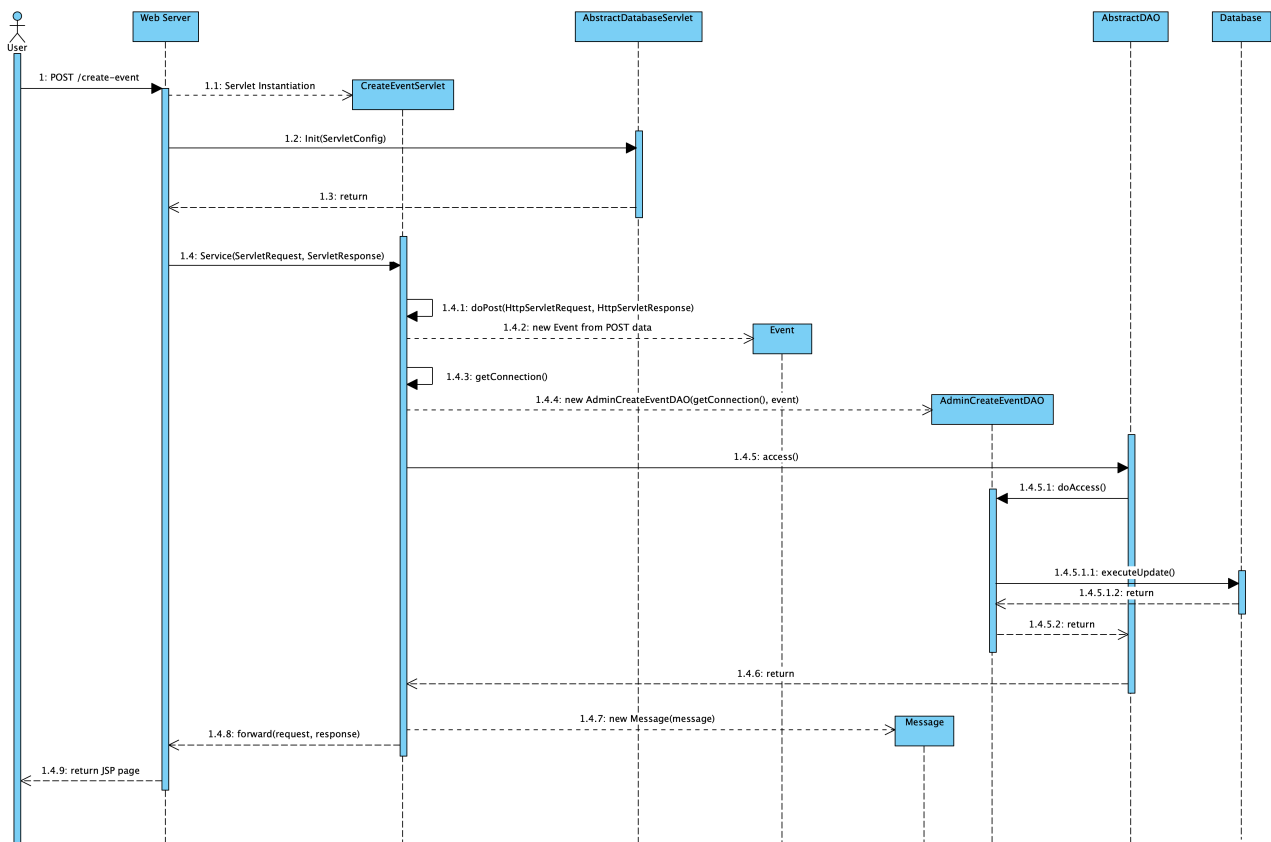 User
Web Server
AbstractDatabaseServlet
AbstractDAO
Database
1: POST /create-event
1.1: Servlet Instantiation
CreateEventServlet
1.2: Init(ServletConfig)
1.3: return
1.4: Service(ServletRequest, ServletResponse)
1.4.1: doPost(HttpServletRequest, HttpServletResponse)
1.4.2: new Event from POST data
Event
1.4.3: getConnection()
1.4.4: new AdminCreateEventDAO(getConnection(), event)
AdminCreateEventDAO
1.4.5: access()
1.4.5.1: doAccess()
1.4.5.1.1: executeUpdate()
1.4.5.1.2: return
1.4.5.2: return
1.4.6: return
1.4.7: new Message(message)
Message
1.4.8: forward(request, response)
1.4.9: return JSP page